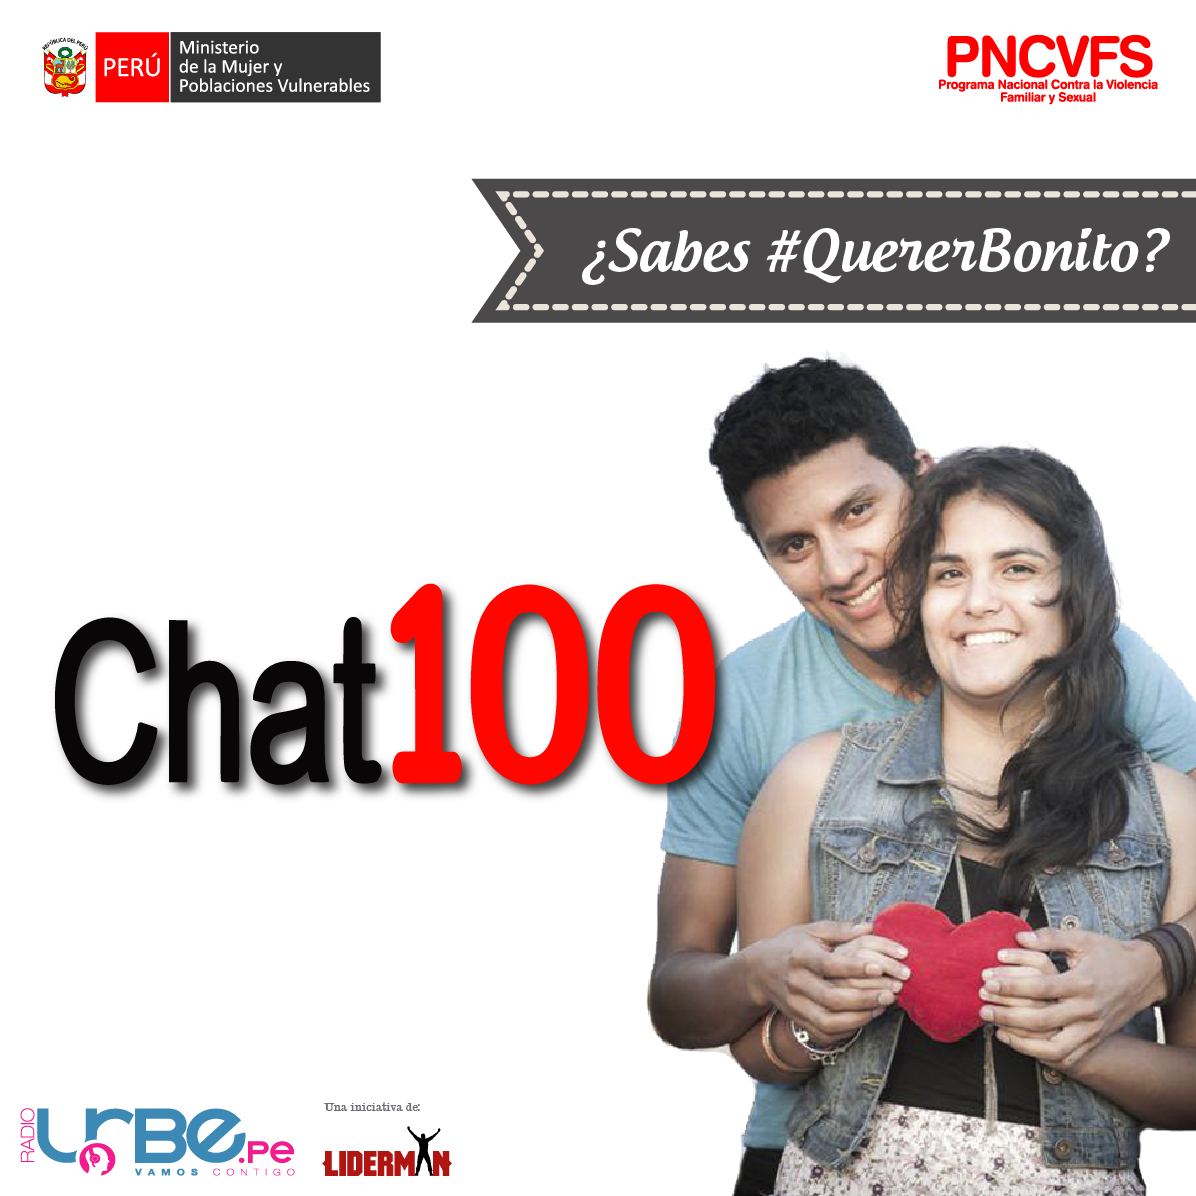 REPÚBLICA DEL PERÚ
PERÚ
Ministerio
de la Mujer y
Poblaciones Vulnerables
PNCVFS
Programa Nacional Contra la Violencia
Familiar y Sexual
¿Sabes #QuererBonito?
Chat100
RADIO
URBE.pe
VAMOS CONTIGO
Una iniciativa de:
LIDERMAN